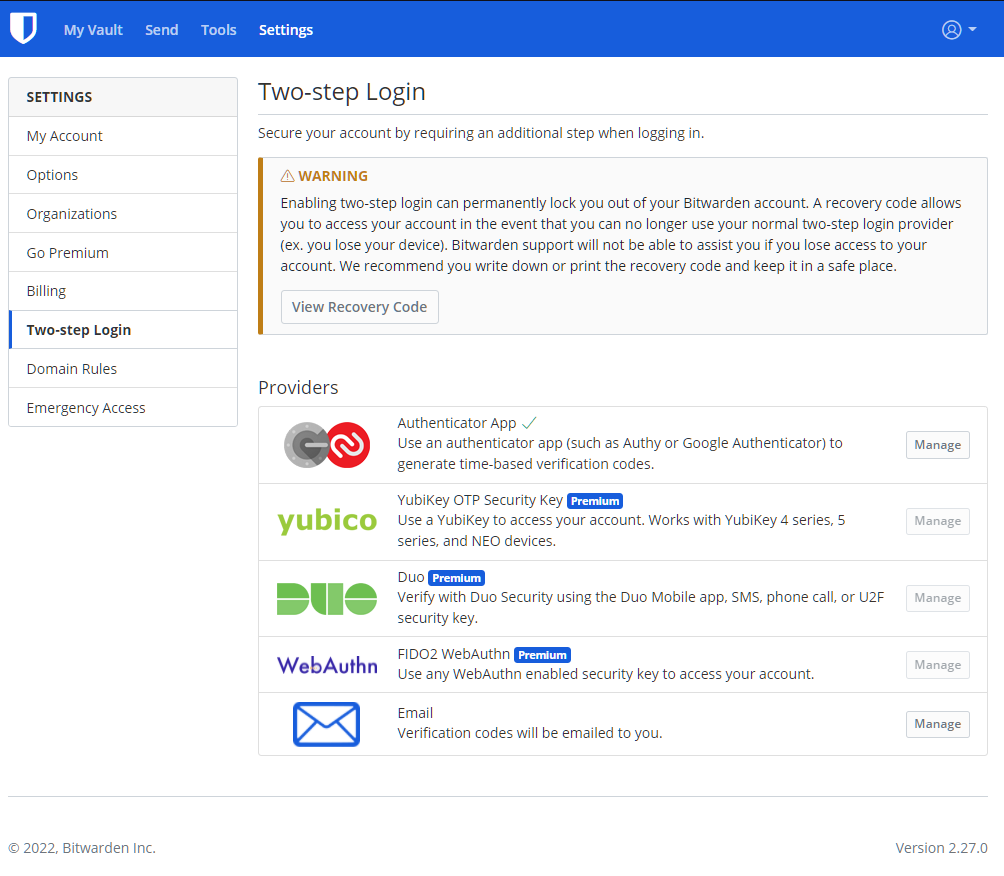 My Vault Send Tools Settings
SETTINGS
My Account
Options
Organizations
Go Premium
Billing
Two-step Login
Domain Rules
Emergency Access
Two-step Login
Secure your account by requiring an additional step when logging in.
WARNING
Enabling two-step login can permanently lock you out of your Bitwarden account. A recovery code allows
you to access your account in the event that you can no longer use your normal two-step login provider
(ex. you lose your device). Bitwarden support will not be able to assist you if you lose access to your
account. We recommend you write down or print the recovery code and keep it in a safe place.
View Recovery Code
Providers
Authenticator App
Use an authenticator app (such as Authy or Google Authenticator) to
generate time-based verification codes.
Manage
yubico
YubiKey OTP Security Key Premium
Use a YubiKey to access your account. Works with YubiKey 4 series, 5
series, and NEO devices.
Manage
DUO
Duo Premium
Verify with Duo Security using the Duo Mobile app, SMS, phone call, or U2F
security key.
Manage
WebAuthn
FIDO2 WebAuthn Premium
Use any WebAuthn enabled security key to access your account.
Manage
Email
Verification codes will be emailed to you.
Manage
© 2022, Bitwarden Inc.
Version 2.27.0